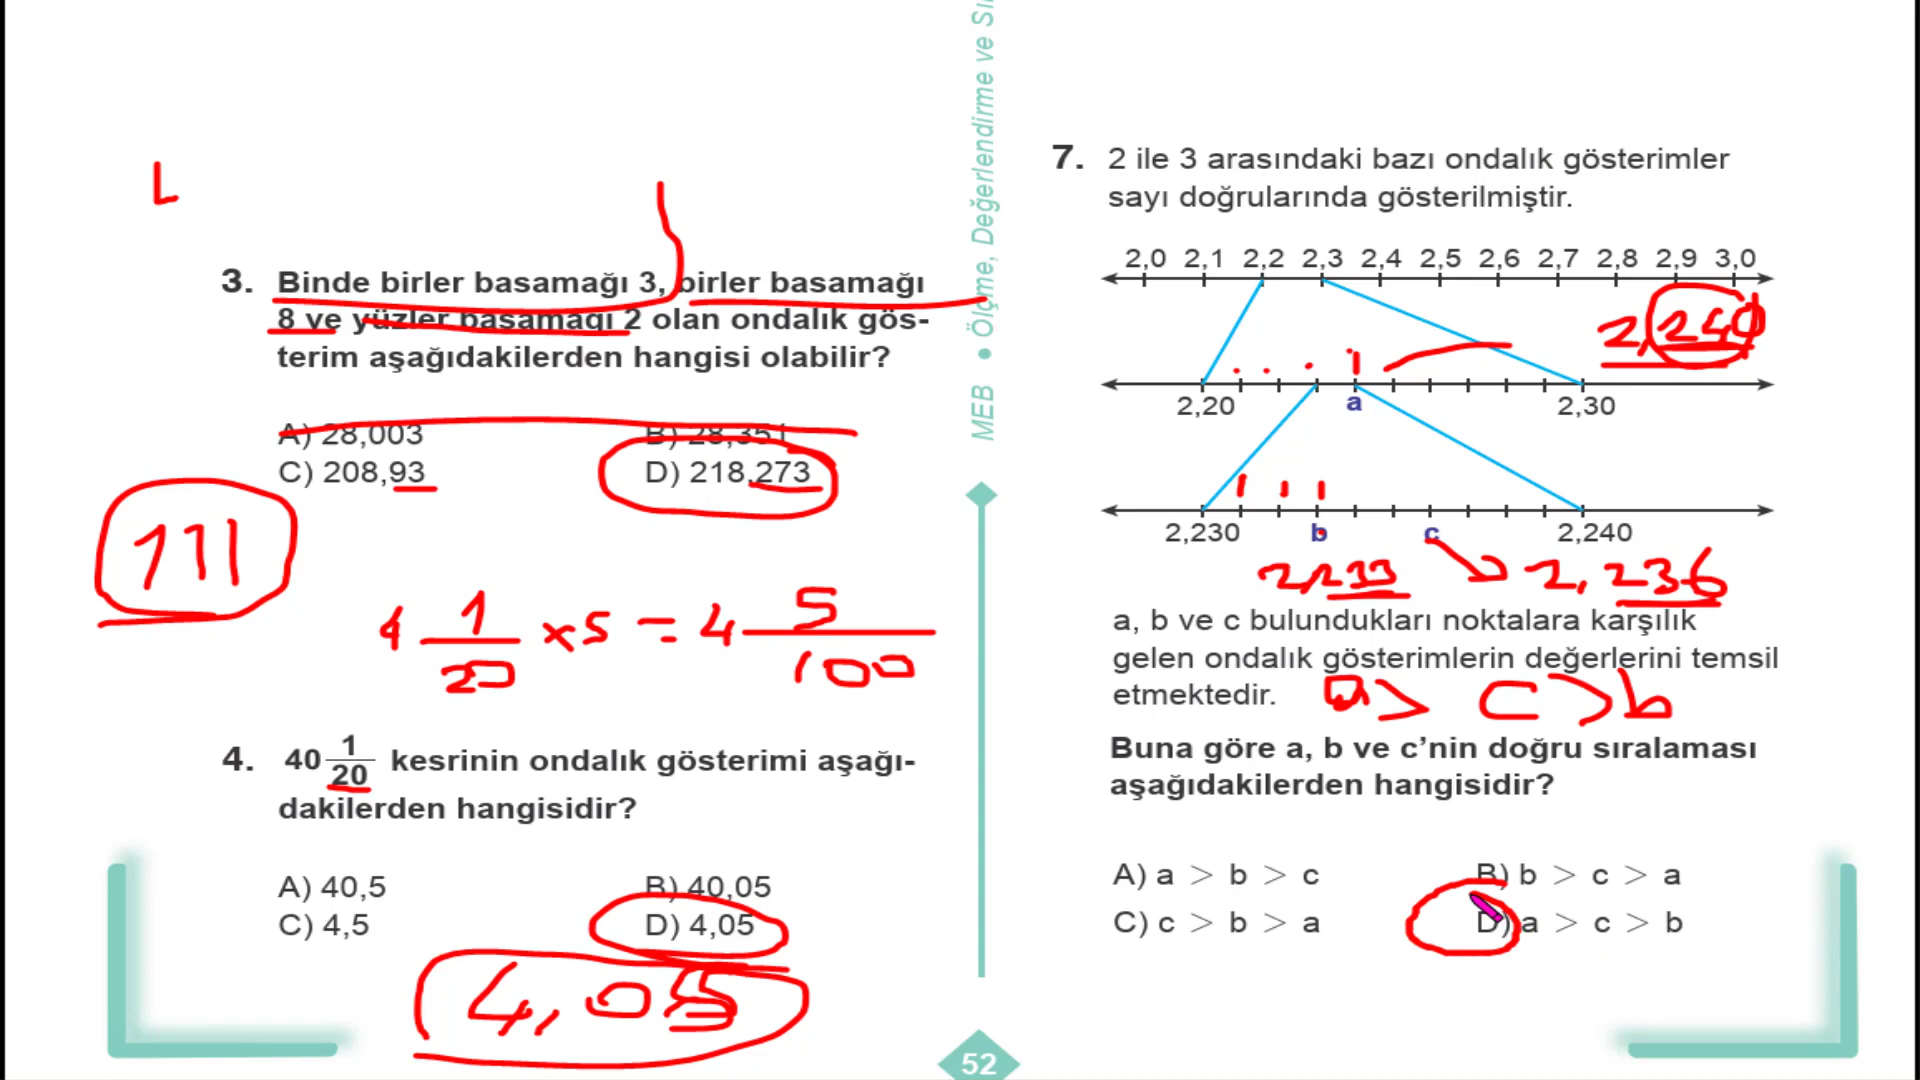 3. Binde birler basamağı 3, birler basamağı
8 ve yüzler basamağı 2 olan ondalık gös-
terim aşağıdakilerden hangisi olabilir?
A) 28,003 B) 28,351
C) 208,93 D) 218,273
111
4 1/20 x5 = 4 5/100
4. 40 1/20 kesrinin ondalık gösterimi aşağı-
dakilerden hangisidir?
A) 40,5 B) 40,05
C) 4,5 D) 4,05
4,05
MEB ● Ölçme, Değerlendirme ve
52
7. 2 ile 3 arasındaki bazı ondalık gösterimler
sayı doğrularında gösterilmiştir.
2,0 2,1 2,2 2,3 2,4 2,5 2,6 2,7 2,8 2,9 3,0
2,240
2,20 a 2,30
2,230 b c 2,240
2,233 2,236
a, b ve c bulundukları noktalara karşılık
gelen ondalık gösterimlerin değerlerini temsil
etmektedir.
a > c > b
Buna göre a, b ve c’nin doğru sıralaması
aşağıdakilerden hangisidir?
A) a > b > c B) b > c > a
C) c > b > a D) a > c > b